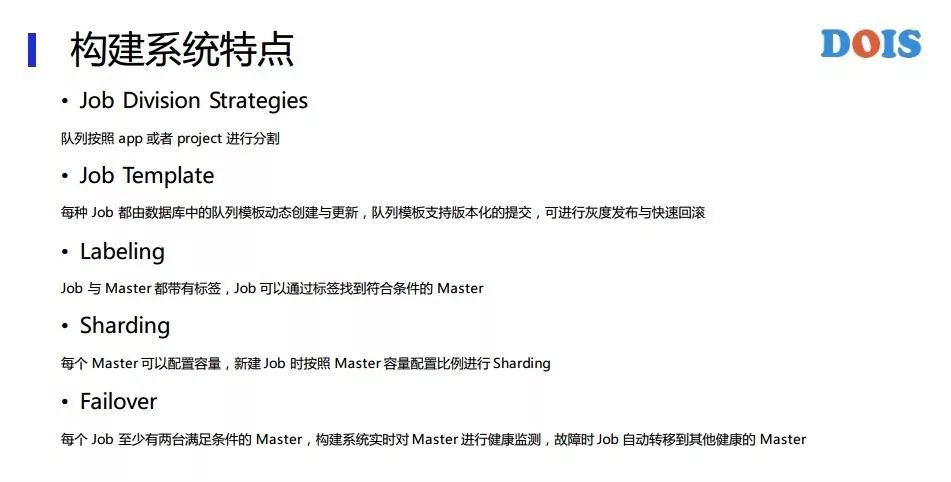 构建系统特点
DOIS
• Job Division Strategies
队列按照 app 或者 project 进行分割
• Job Template
每种 Job 都由数据库中的队列模板动态创建与更新，队列模板支持版本化的提交，可进行灰度发布与快速回滚
• Labeling
Job 与 Master 都带有标签，Job 可以通过标签找到符合条件的 Master
• Sharding
每个 Master 可以配置容量，新建 Job 时按照 Master 容量配置比例进行 Sharding
• Failover
每个 Job 至少有两台满足条件的 Master，构建系统实时对 Master 进行健康监测，故障时 Job 自动转移到其他健康的 Master